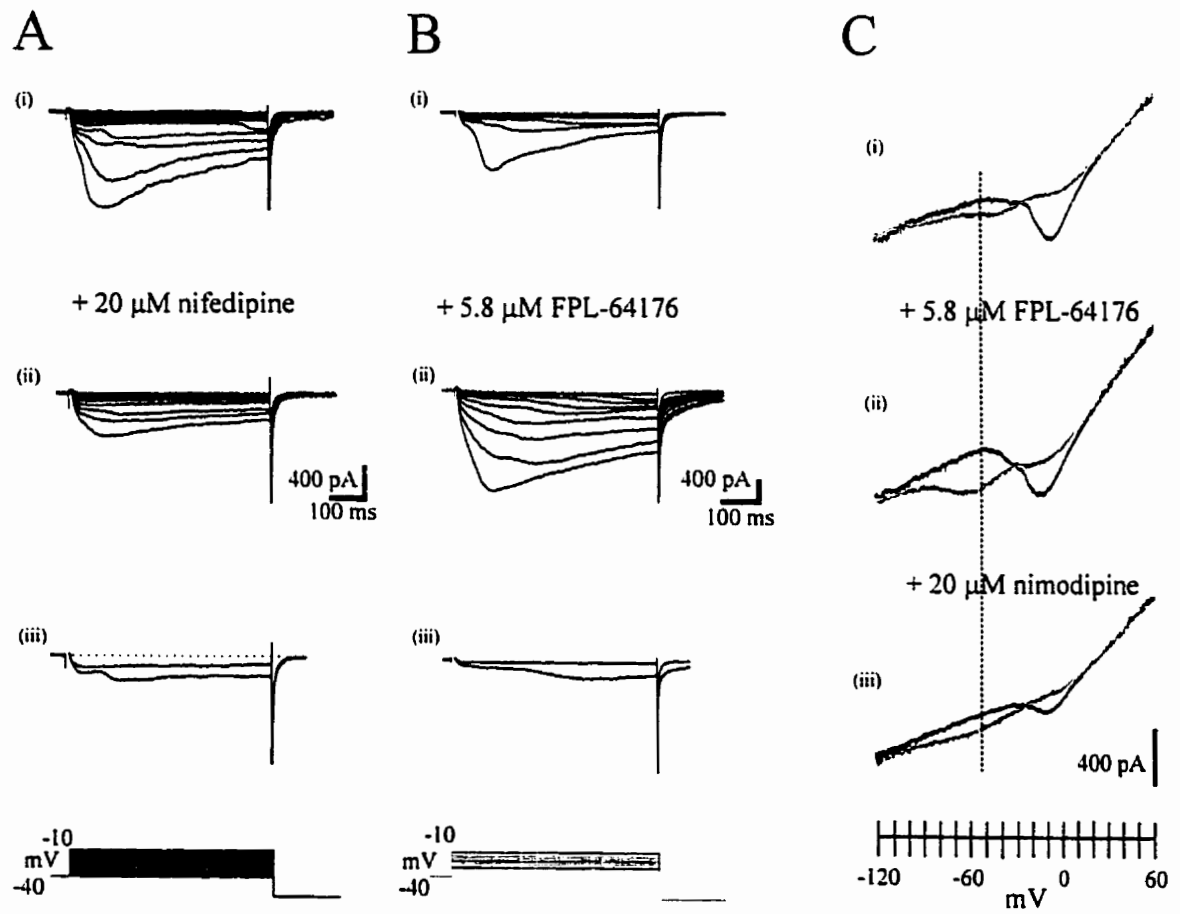 A
B
C
(i)
(i)
(i)
+ 20 µM nifedipine
+ 5.8 µM FPL-64176
+ 5.8 µM FPL-64176
(ii)
(ii)
(ii)
400 pA
100 ms
400 pA
100 ms
+ 20 µM nimodipine
(iii)
(iii)
(iii)
400 pA
-10
mV
-40
-10
mV
-40
-120
-60
0
60
mV